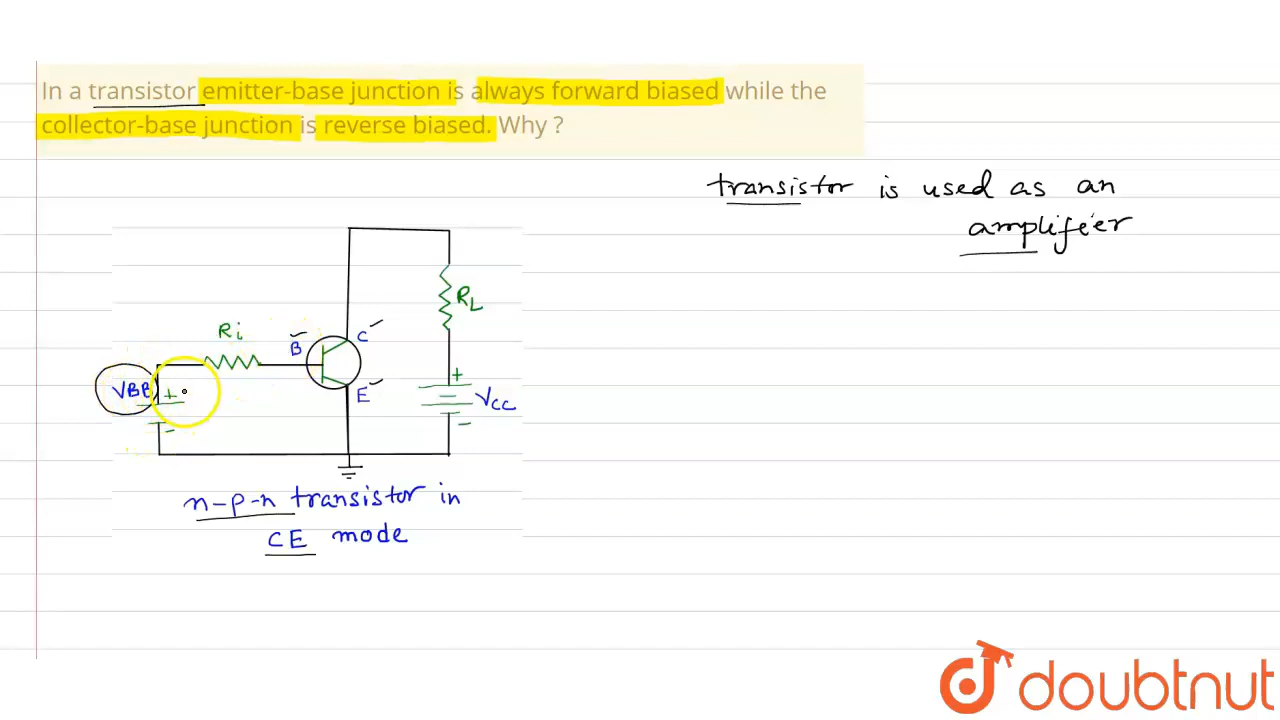 In a transistor emitter-base junction is always forward biased while the
collector-base junction is reverse biased. Why ?
transistor is used as an
amplifier
Ri
B
C
E
RL
VBB
+
-
+
VCC
-
n-p-n transistor in
CE mode
doubtnut